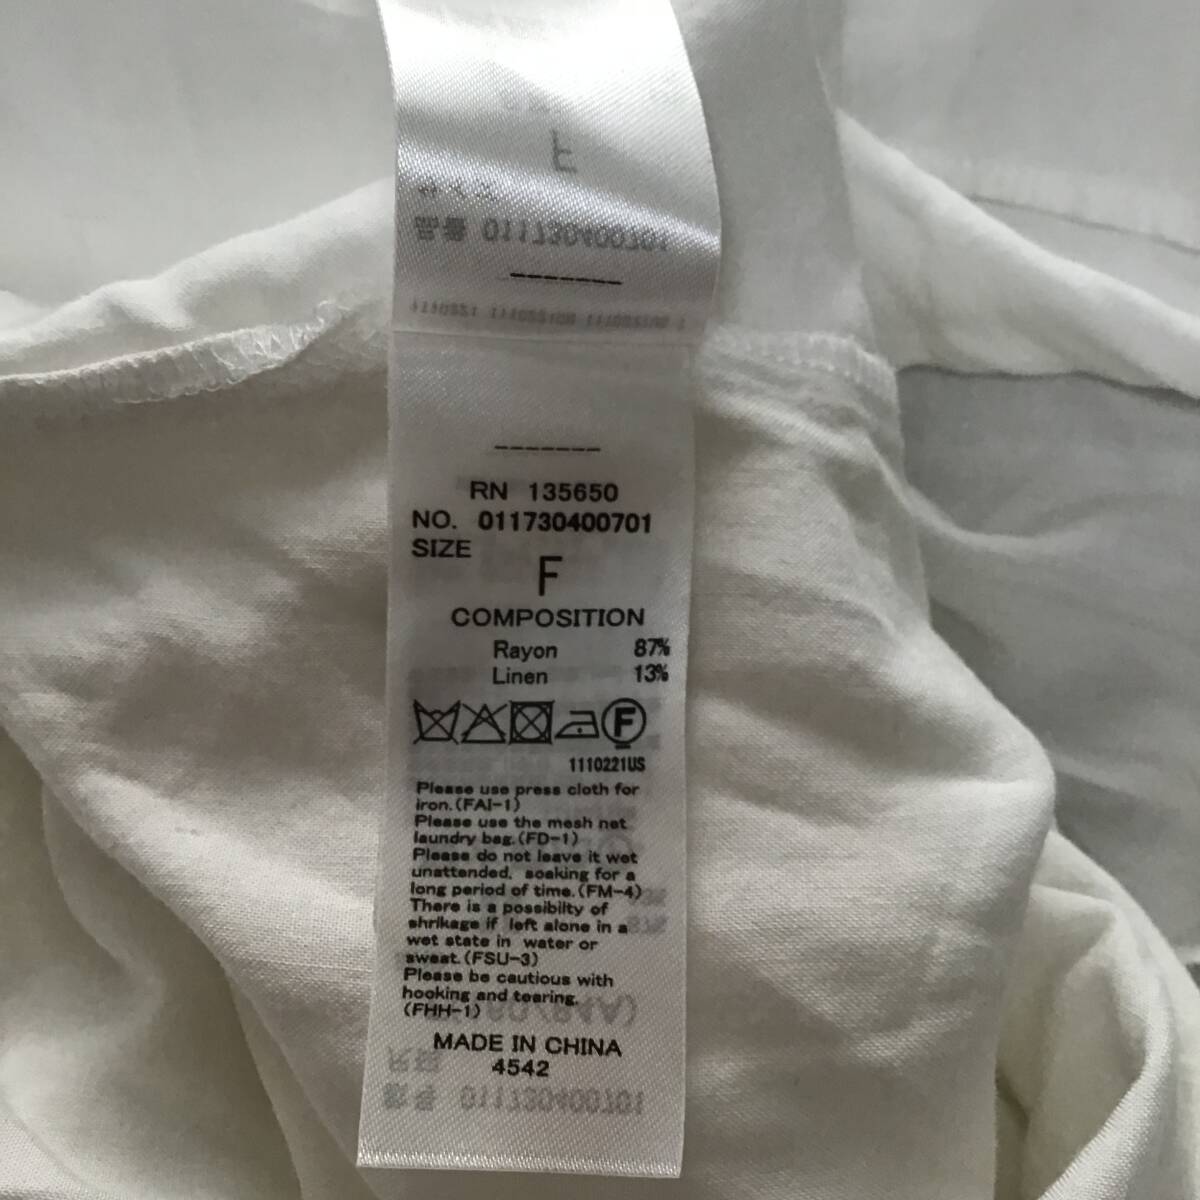 RN 135650
NO. 011730400701
SIZE
F
COMPOSITION
Rayon 87%
Linen 13%
F
1110221US
Please use press cloth for
iron.(FAI-1)
Please use the mesh net
laundry bag.(FD-1)
Please do not leave it wet
unattended, soaking for a
long period of time.(FM-4)
There is a possibilty of
shrikage if left alone in a
wet state in water or
sweat.(FSU-3)
Please be cautious with
hooking and tearing.
(FHH-1)
MADE IN CHINA
4542